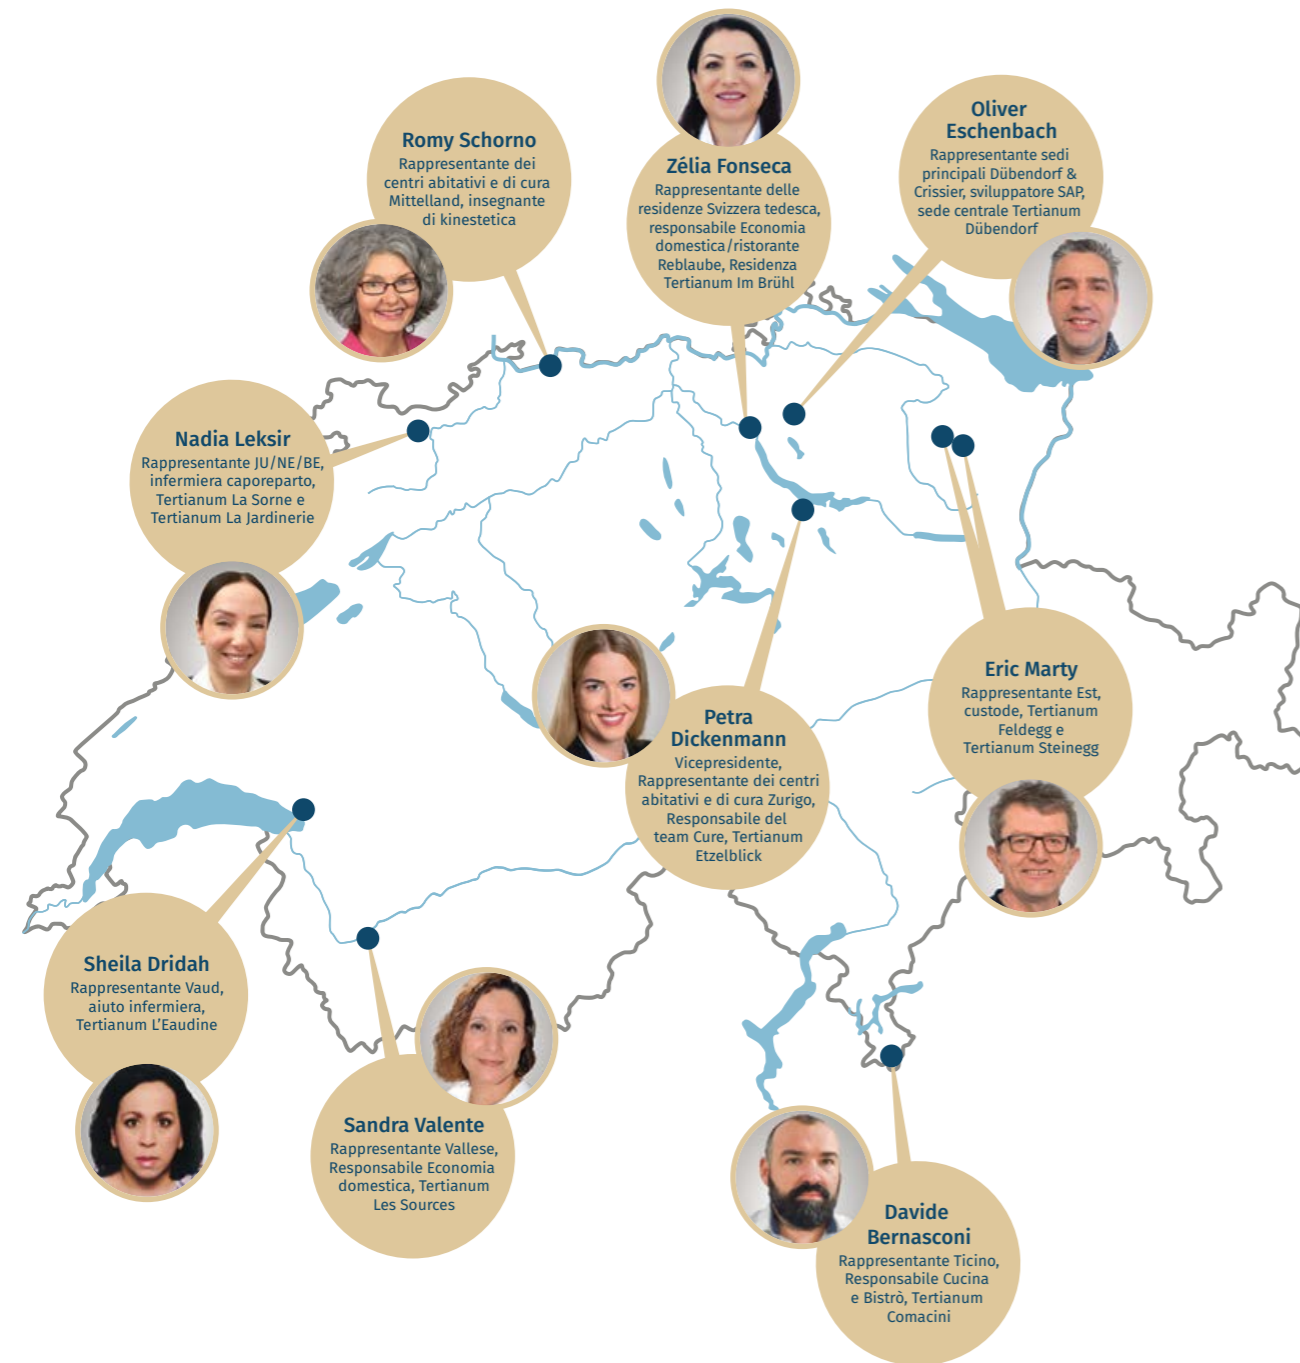 Romy Schorno
Rappresentante dei
centri abitativi e di cura
Mittelland, insegnante
di kinestetica
Zélia Fonseca
Rappresentante delle
residenze Svizzera tedesca,
responsabile Economia
domestica/ristorante
Reblaube, Residenza
Tertianum Im Brühl
Oliver
Eschenbach
Rappresentante sedi
principali Dübendorf &
Crissier, sviluppatore SAP,
sede centrale Tertianum
Dübendorf
Nadia Leksir
Rappresentante JU/NE/BE,
infermiera caporeparto,
Tertianum La Sorne e
Tertianum La Jardinerie
Eric Marty
Rappresentante Est,
custode, Tertianum
Feldegg e
Tertianum Steinegg
Petra
Dickenmann
Vicepresidente,
Rappresentante dei centri
abitativi e di cura Zurigo,
Responsabile del
team Cure, Tertianum
Etzelblick
Sheila Dridah
Rappresentante Vaud,
aiuto infermiera,
Tertianum L'Eaudine
Sandra Valente
Rappresentante Vallese,
Responsabile Economia
domestica, Tertianum
Les Sources
Davide
Bernasconi
Rappresentante Ticino,
Responsabile Cucina
e Bistrò, Tertianum
Comacini